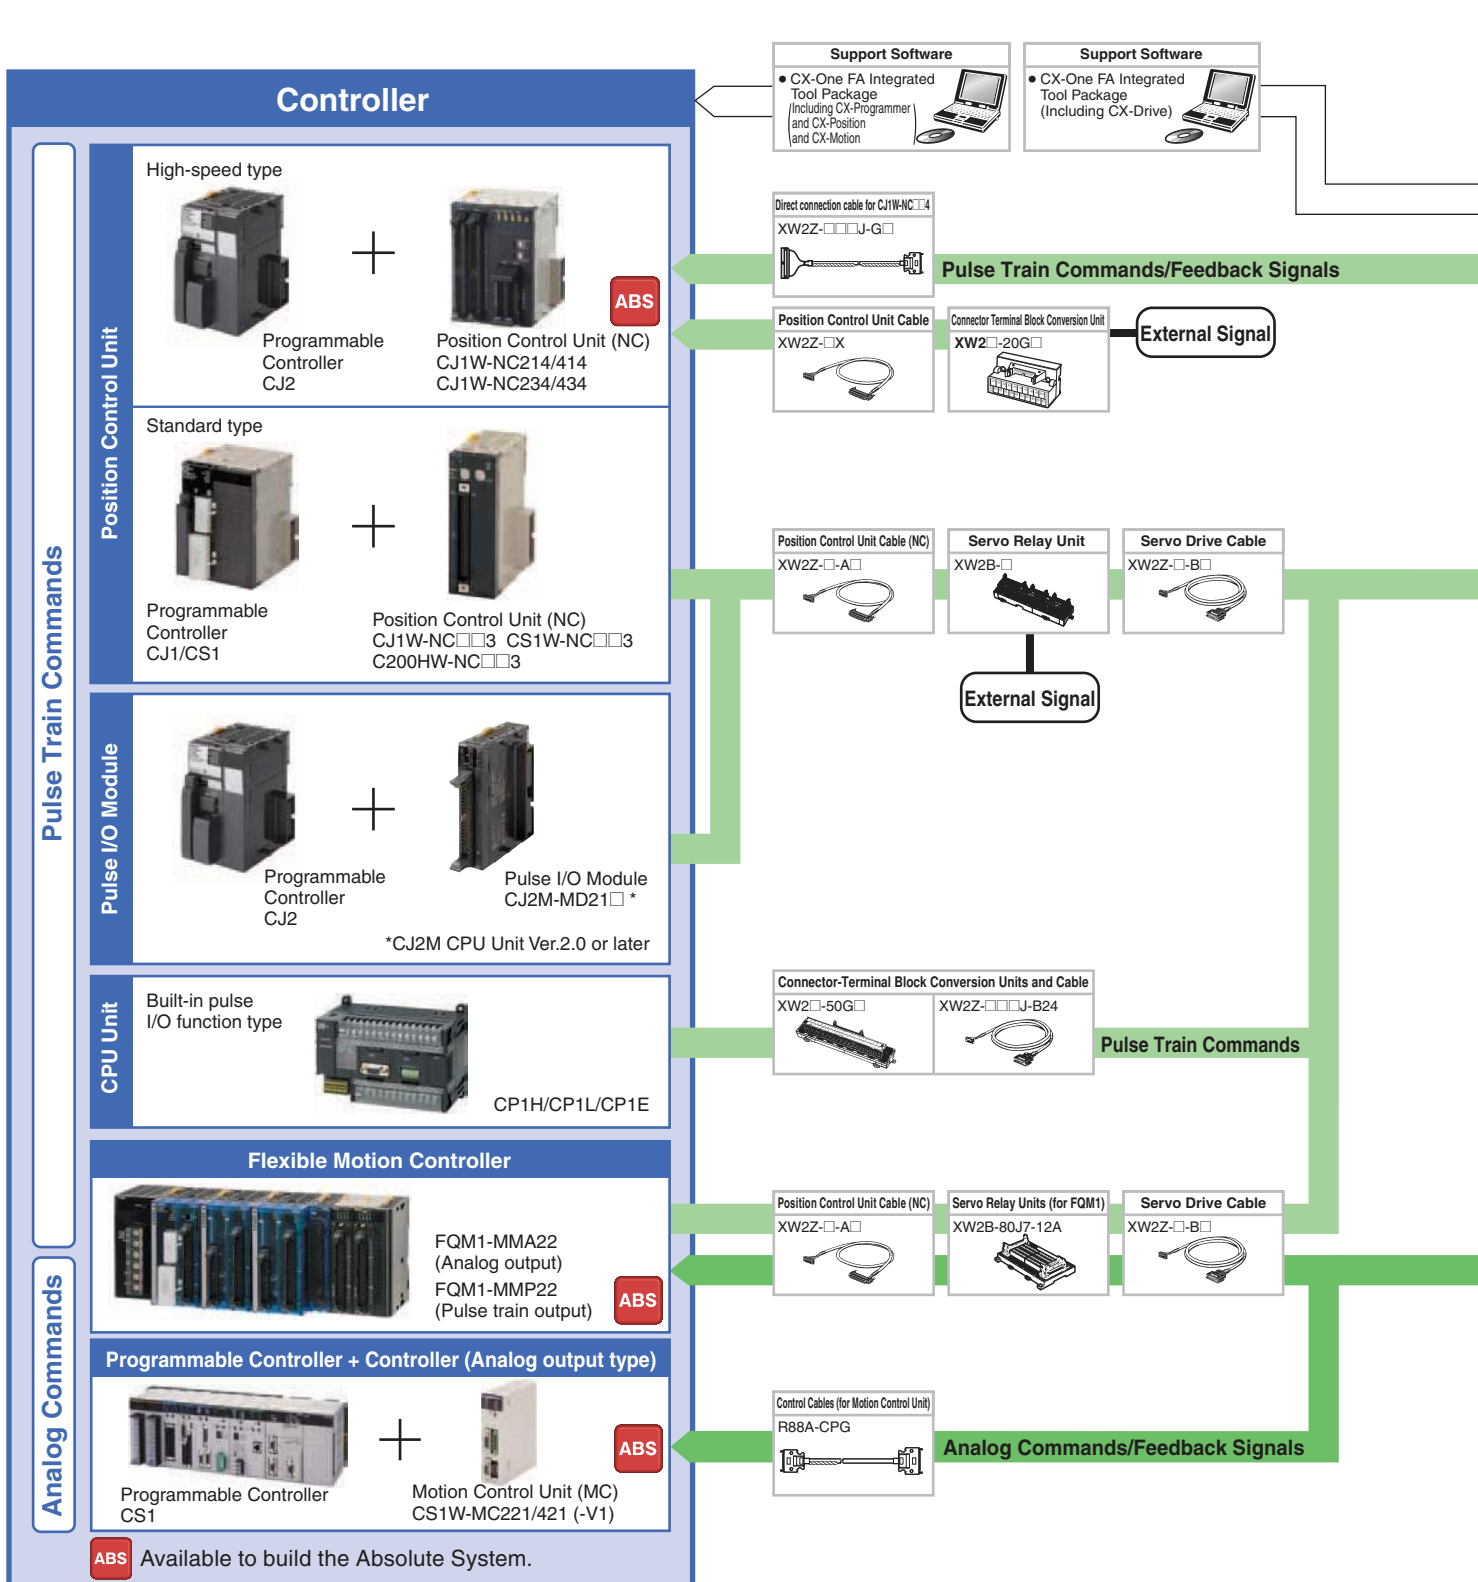 Support Software
● CX-One FA Integrated
Tool Package
(Including CX-Programmer
and CX-Position
and CX-Motion)
Support Software
● CX-One FA Integrated
Tool Package
(Including CX-Drive)
Controller
Pulse Train Commands
Position Control Unit
High-speed type
Programmable
Controller
CJ2
Position Control Unit (NC)
CJ1W-NC214/414
CJ1W-NC234/434
ABS
Direct connection cable for CJ1W-NC□□4
XW2Z-□□□J-G□
Pulse Train Commands/Feedback Signals
Position Control Unit Cable
XW2Z-□X
Connector Terminal Block Conversion Unit
XW2□-20G□
External Signal
Standard type
Programmable
Controller
CJ1/CS1
Position Control Unit (NC)
CJ1W-NC□□3 CS1W-NC□□3
C200HW-NC□□3
Position Control Unit Cable (NC)
XW2Z-□-A□
Servo Relay Unit
XW2B-□
Servo Drive Cable
XW2Z-□-B□
External Signal
Pulse I/O Module
Programmable
Controller
CJ2
Pulse I/O Module
CJ2M-MD21□ *
*CJ2M CPU Unit Ver.2.0 or later
CPU Unit
Built-in pulse
I/O function type
CP1H/CP1L/CP1E
Connector-Terminal Block Conversion Units and Cable
XW2□-50G□
XW2Z-□□□J-B24
Pulse Train Commands
Flexible Motion Controller
FQM1-MMA22
(Analog output)
FQM1-MMP22
(Pulse train output)
ABS
Position Control Unit Cable (NC)
XW2Z-□-A□
Servo Relay Units (for FQM1)
XW2B-80J7-12A
Servo Drive Cable
XW2Z-□-B□
Analog Commands
Programmable Controller + Controller (Analog output type)
Programmable Controller
CS1
Motion Control Unit (MC)
CS1W-MC221/421 (-V1)
ABS
Control Cables (for Motion Control Unit)
R88A-CPG
Analog Commands/Feedback Signals
ABS Available to build the Absolute System.